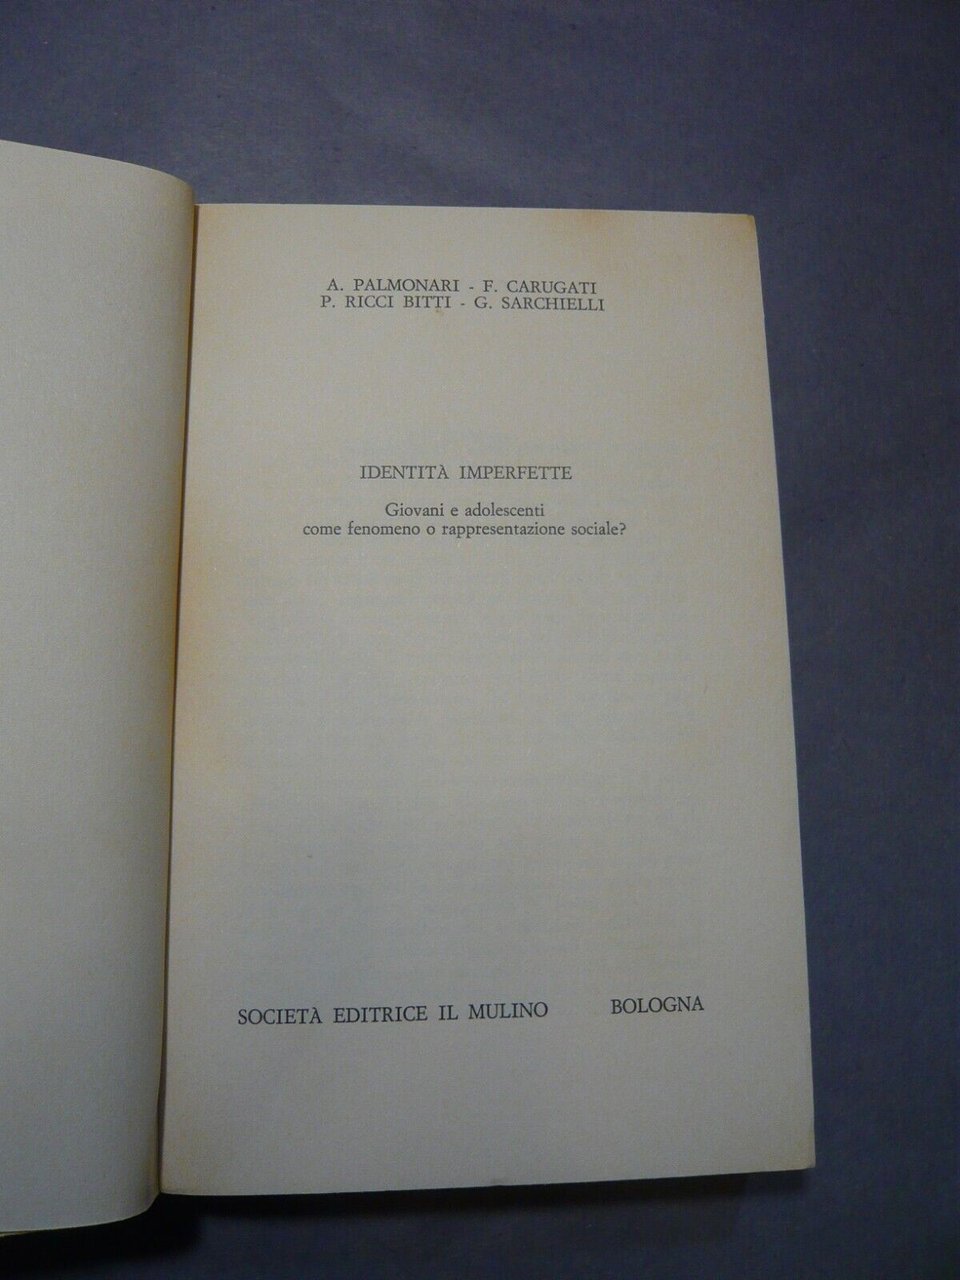 A. PALMONARI - F. CARUGATI
P. RICCI BITTI - G. SARCHIELLI
IDENTITÀ IMPERFETTE
Giovani e adolescenti
come fenomeno o rappresentazione sociale?
SOCIETÀ EDITRICE IL MULINO BOLOGNA